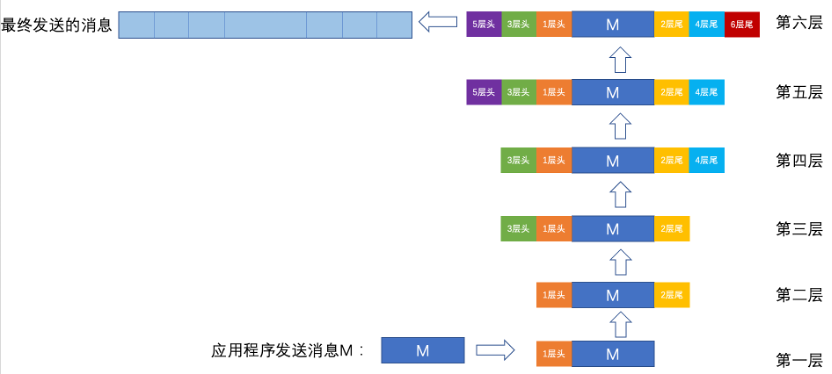 最终发送的消息
5层头 3层头 1层头 M 2层尾 4层尾 6层尾 第六层
5层头 3层头 1层头 M 2层尾 4层尾 第五层
3层头 1层头 M 2层尾 4层尾 第四层
3层头 1层头 M 2层尾 第三层
1层头 M 2层尾 第二层
应用程序发送消息M： M 1层头 M 第一层